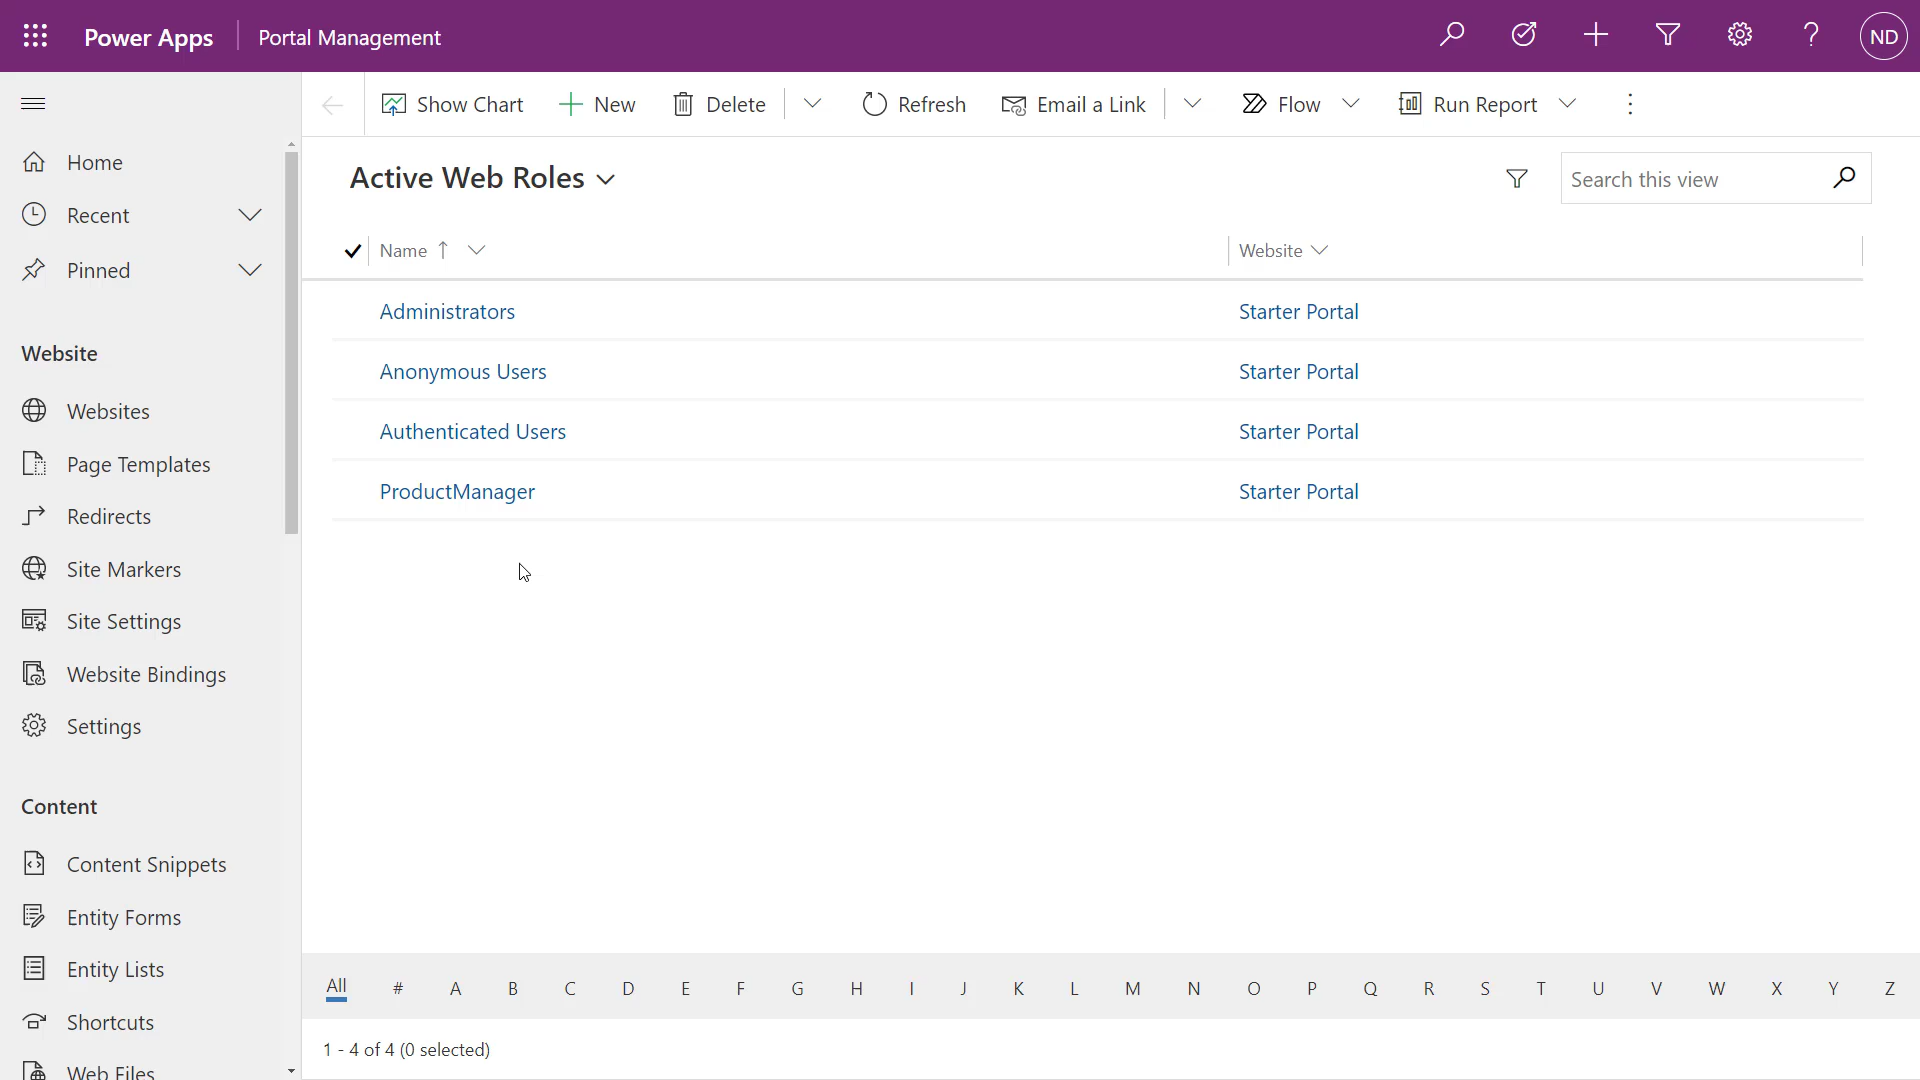 Power Apps
Portal Management
ND
Show Chart
New
Delete
Refresh
Email a Link
Flow
Run Report
Home
Recent
Pinned
Website
Websites
Page Templates
Redirects
Site Markers
Site Settings
Website Bindings
Settings
Content
Content Snippets
Entity Forms
Entity Lists
Shortcuts
Web Files
Active Web Roles
Search this view
Name Website
Administrators Starter Portal
Anonymous Users Starter Portal
Authenticated Users Starter Portal
ProductManager Starter Portal
All # A B C D E F G H I J K L M N O P Q R S T U V W X Y Z
1 - 4 of 4 (0 selected)